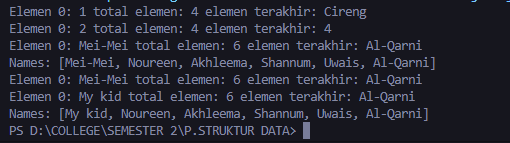 Elemen 0: 1 total elemen: 4 elemen terakhir: Cireng
Elemen 0: 2 total elemen: 4 elemen terakhir: 4
Elemen 0: Mei-Mei total elemen: 6 elemen terakhir: Al-Qarni
Names: [Mei-Mei, Noureen, Akhleema, Shannum, Uwais, Al-Qarni]
Elemen 0: Mei-Mei total elemen: 6 elemen terakhir: Al-Qarni
Elemen 0: My kid total elemen: 6 elemen terakhir: Al-Qarni
Names: [My kid, Noureen, Akhleema, Shannum, Uwais, Al-Qarni]
PS D:\COLLEGE\SEMESTER 2\P.STRUKTUR DATA>